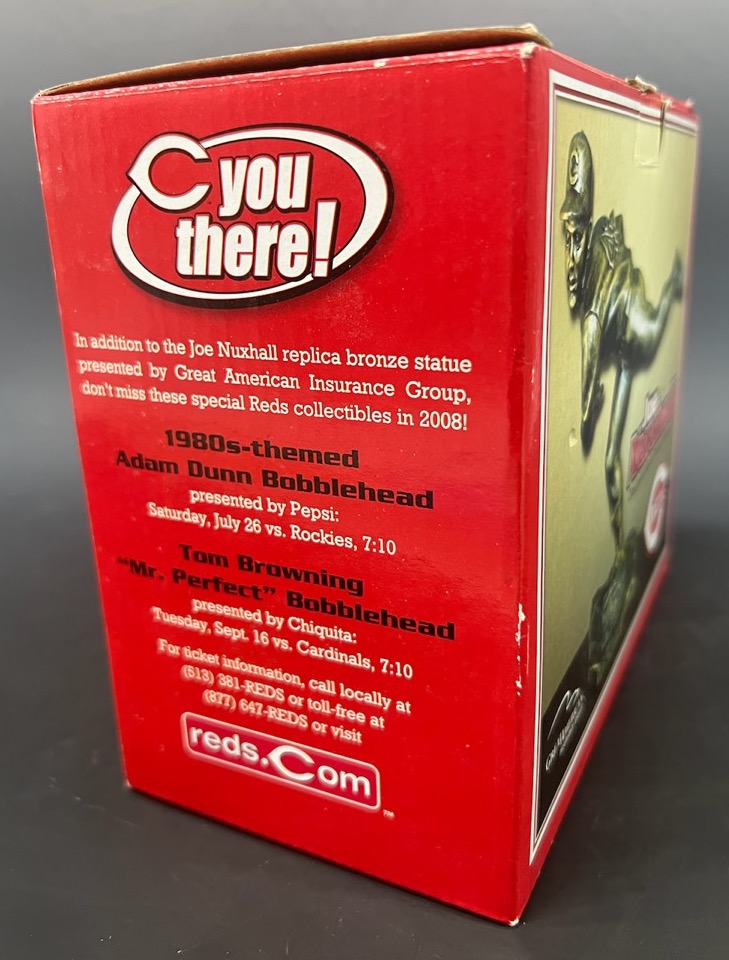 C you
there!
In addition to the Joe Nuxhall replica bronze statue
presented by Great American Insurance Group,
don't miss these special Reds collectibles in 2008!
1980s-themed
Adam Dunn Bobblehead
presented by Pepsi:
Saturday, July 26 vs. Rockies, 7:10
Tom Browning
"Mr. Perfect" Bobblehead
presented by Chiquita:
Tuesday, Sept. 16 vs. Cardinals, 7:10
For ticket information, call locally at
(513) 381-REDS or toll-free at
(877) 647-REDS or visit
reds.Com
™